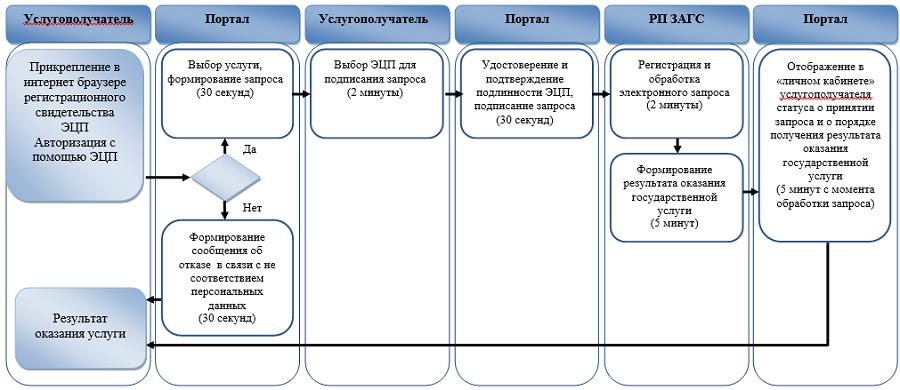 Услугополучатель
Портал
Услугополучатель
Портал
РП ЗАГС
Портал
Прикрепление в
интернет браузере
регистрационного
свидетельства
ЭЦП
Авторизация с
помощью ЭЦП
Выбор услуги,
формирование запроса
(30 секунд)
Да
Нет
Формирование
сообщения об
отказе в связи с не
соответствием
персональных
данных
(30 секунд)
Выбор ЭЦП для
подписания запроса
(2 минуты)
Удостоверение и
подтверждение
подлинности ЭЦП,
подписание запроса
(30 секунд)
Регистрация и
обработка
электронного запроса
(2 минуты)
Формирование
результата оказания
государственной
услуги
(5 минут)
Отображение в
«личном кабинете»
услугополучателя
статуса о принятии
запроса и о порядке
получения результата
оказания
государственной
услуги
(5 минут с момента
обработки запроса)
Результат
оказания услуги